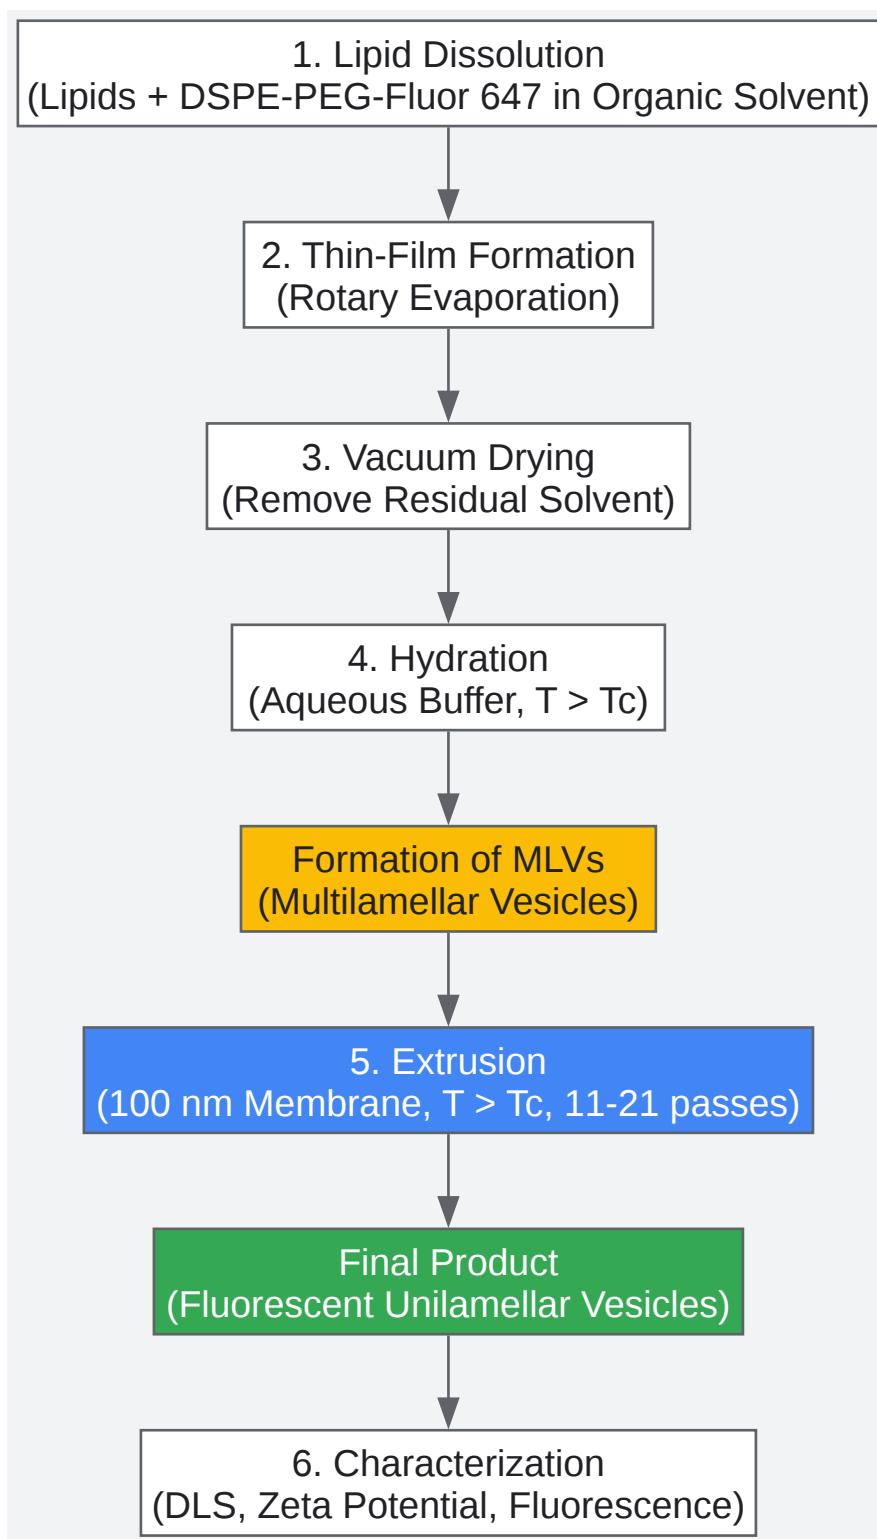 1. Lipid Dissolution
(Lipids + DSPE-PEG-Fluor 647 in Organic Solvent)
2. Thin-Film Formation
(Rotary Evaporation)
3. Vacuum Drying
(Remove Residual Solvent)
4. Hydration
(Aqueous Buffer, T > Tc)
Formation of MLVs
(Multilamellar Vesicles)
5. Extrusion
(100 nm Membrane, T > Tc, 11-21 passes)
Final Product
(Fluorescent Unilamellar Vesicles)
6. Characterization
(DLS, Zeta Potential, Fluorescence)